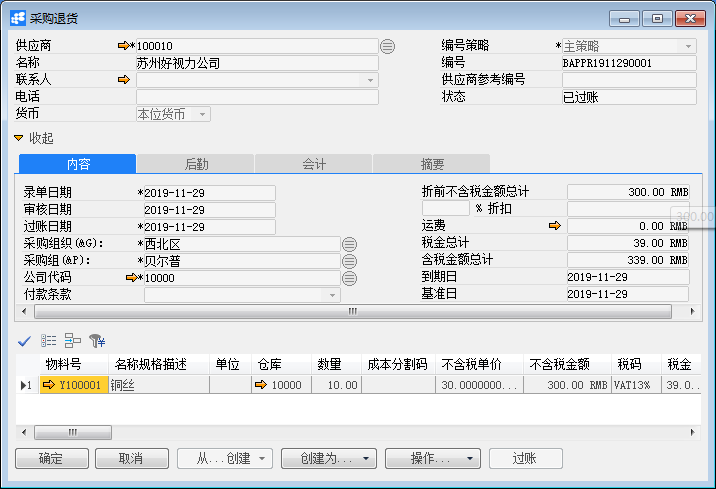 采购退货
供应商 *100010 编号策略 *主策略
名称 苏州好视力公司 编号 BAPPR1911290001
联系人 供应商参考编号
电话 状态 已过账
货币 本位货币
收起
内容 后勤 会计 摘要
录单日期 *2019-11-29 折前不含税金额总计 300.00 RMB
审核日期 2019-11-29 % 折扣
过账日期 *2019-11-29 运费 0.00 RMB
采购组织(&G): *西北区 税金总计 39.00 RMB
采购组(&P): *贝尔普 含税金额总计 339.00 RMB
公司代码 *10000 到期日 2019-11-29
付款条款 基准日 2019-11-29
物料号 名称规格描述 单位 仓库 数量 成本分割码 不含税单价 不含税金额 税码 税金
1 Y100001 铜丝 10000 10.00 30.0000000... 300.00 RMB VAT13% 39.0...
确定 取消 从...创建 创建为... 操作... 过账